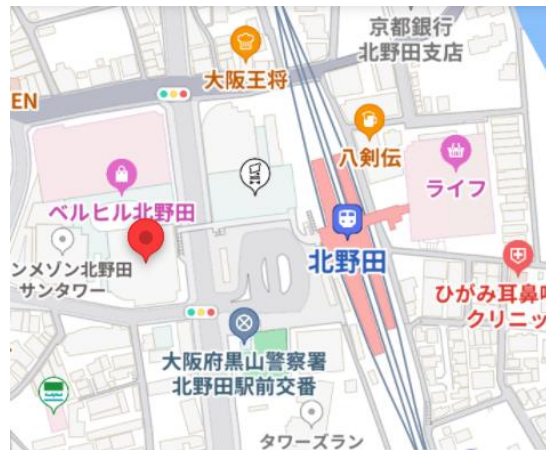 京都銀行
北野田支店
大阪王将
EN
八剣伝
ライフ
ベルヒル北野田
北野田
ンメゾン北野田
サンタワー
ひがみ耳鼻咽
クリニッ
大阪府黒山警察署
北野田駅前交番
タワーズラン